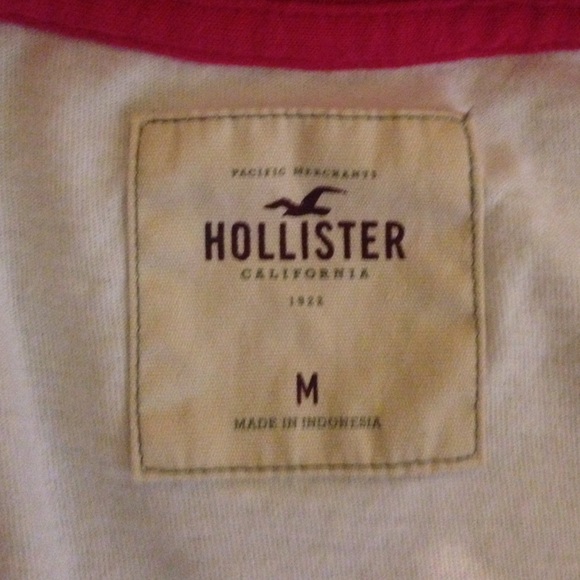 PACIFIC MERCHANTS
HOLLISTER
CALIFORNIA
1922
M
MADE IN INDONESIA